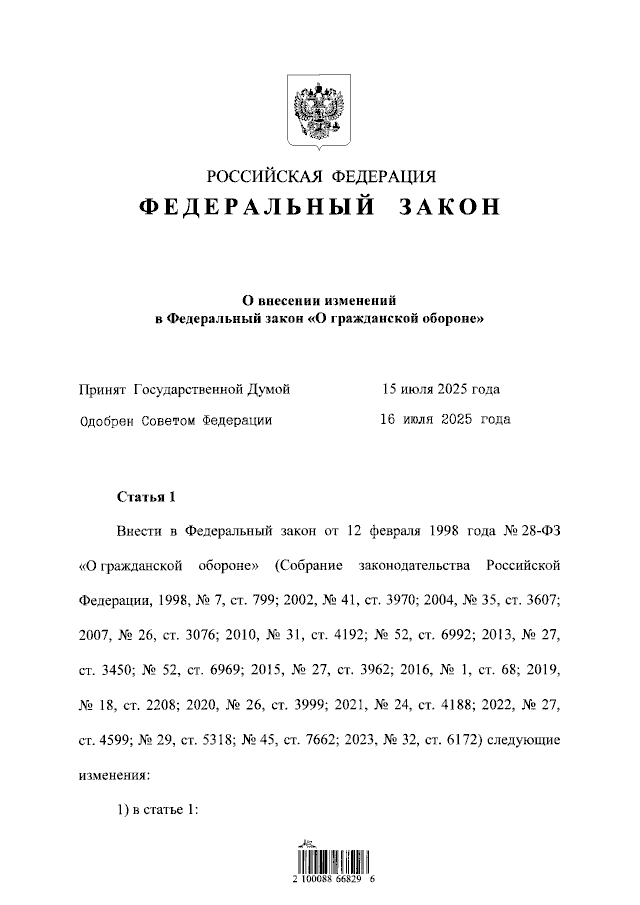 РОССИЙСКАЯ ФЕДЕРАЦИЯ
ФЕДЕРАЛЬНЫЙ ЗАКОН
О внесении изменений
в Федеральный закон «О гражданской обороне»
Принят Государственной Думой 15 июля 2025 года
Одобрен Советом Федерации 16 июля 2025 года
Статья 1
Внести в Федеральный закон от 12 февраля 1998 года № 28-ФЗ
«О гражданской обороне» (Собрание законодательства Российской
Федерации, 1998, № 7, ст. 799; 2002, № 41, ст. 3970; 2004, № 35, ст. 3607;
2007, № 26, ст. 3076; 2010, № 31, ст. 4192; № 52, ст. 6992; 2013, № 27,
ст. 3450; № 52, ст. 6969; 2015, № 27, ст. 3962; 2016, № 1, ст. 68; 2019,
№ 18, ст. 2208; 2020, № 26, ст. 3999; 2021, № 24, ст. 4188; 2022, № 27,
ст. 4599; № 29, ст. 5318; № 45, ст. 7662; 2023, № 32, ст. 6172) следующие
изменения:
1) в статье 1:
2 100088 66829 6